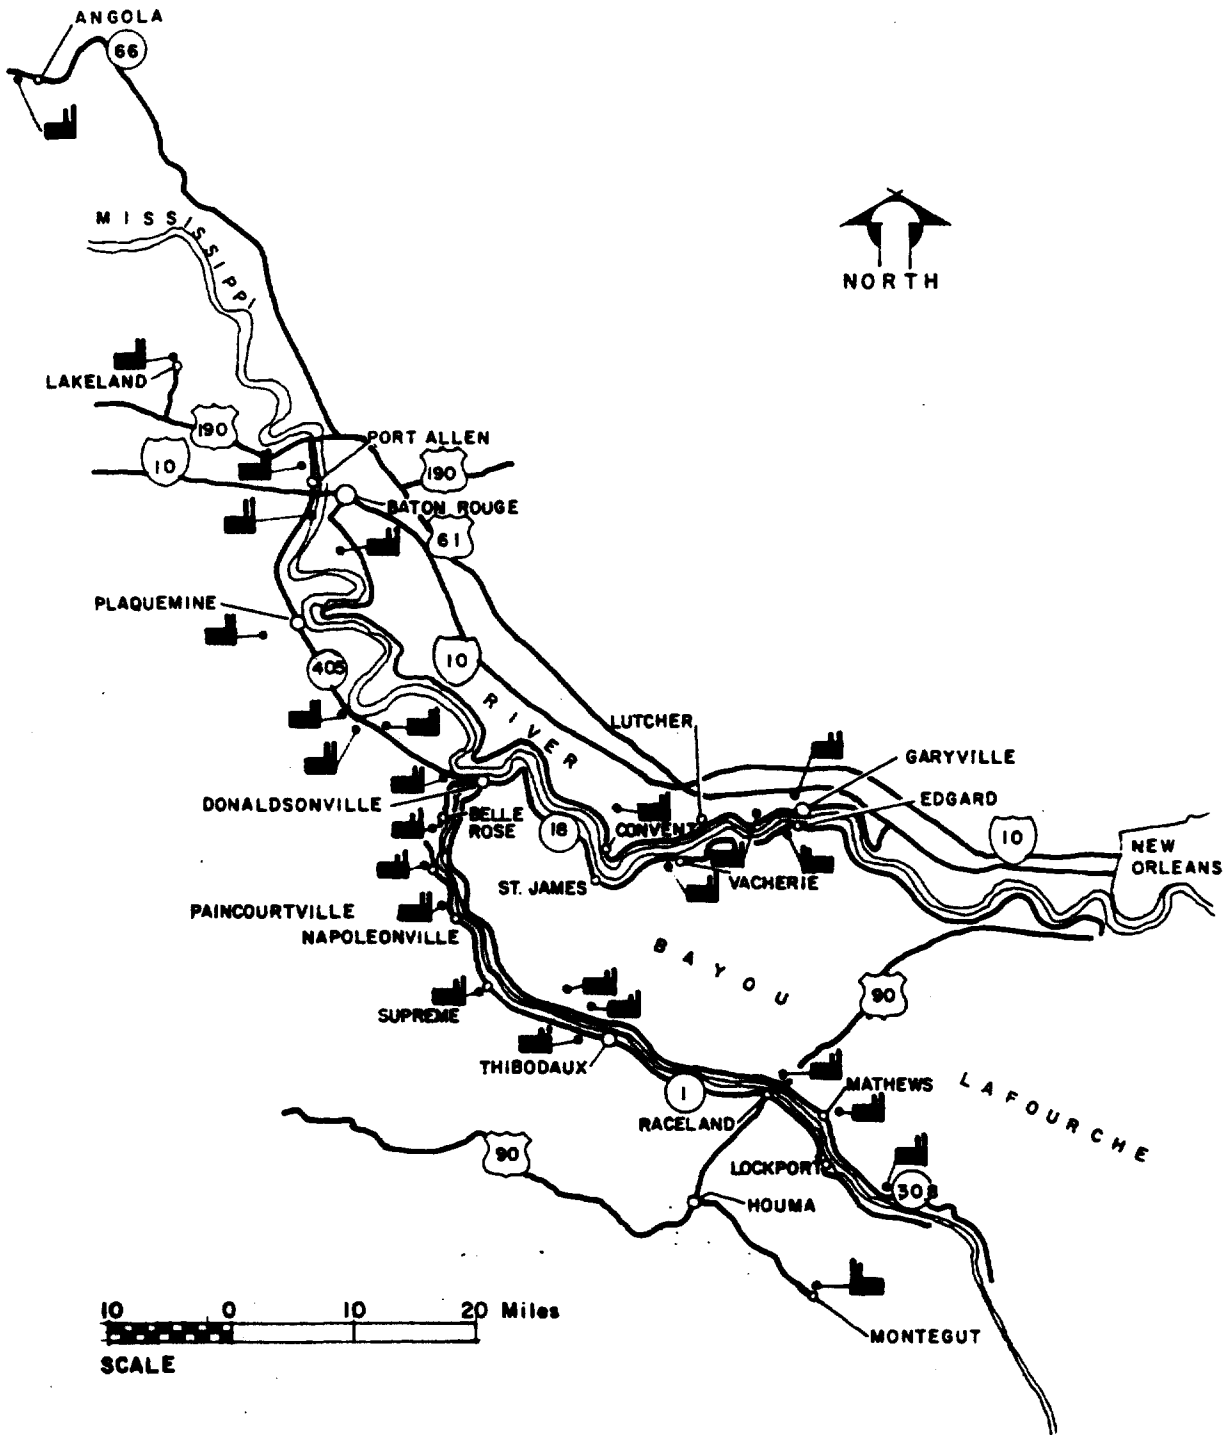 ANGOLA
66
MISSISSIPPI
NORTH
LAKELAND
190
10
PORT ALLEN
190
BATON ROUGE
61
PLAQUEMINE
405
10
RIVER
LUTCHER
GARYVILLE
EDGARD
DONALDSONVILLE
BELLE
ROSE
18
CONVENT
10
NEW
ORLEANS
ST. JAMES
VACHERIE
PAINCOURTVILLE
NAPOLEONVILLE
BAYOU
90
SUPREME
THIBODAUX
1
MATHEWS
LAFOURCHE
RACELAND
90
LOCKPORT
308
HOUMA
10 0 10 20 Miles
MONTEGUT
SCALE